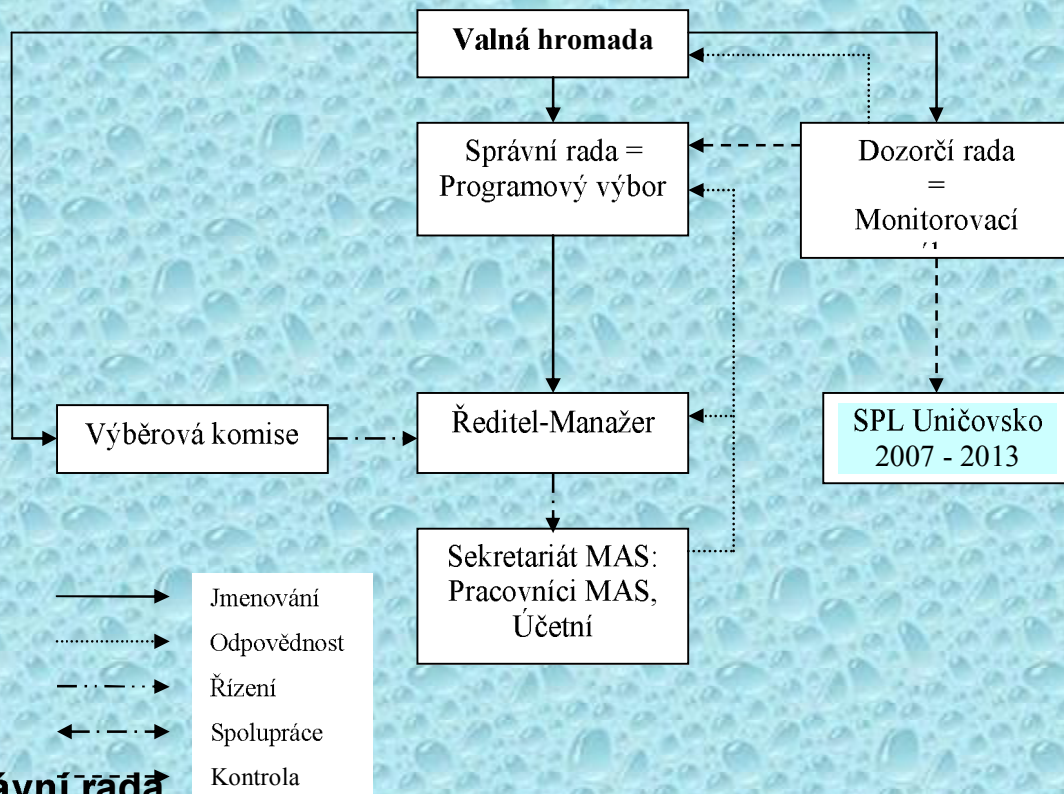 Valná hromada
Správní rada =
Programový výbor
Dozorčí rada
=
Monitorovací
Výběrová komise
Ředitel-Manažer
SPL Uničovsko
2007 - 2013
Sekretariát MAS:
Pracovníci MAS,
Účetní
Jmenování
Odpovědnost
Řízení
Spolupráce
Kontrola
rada